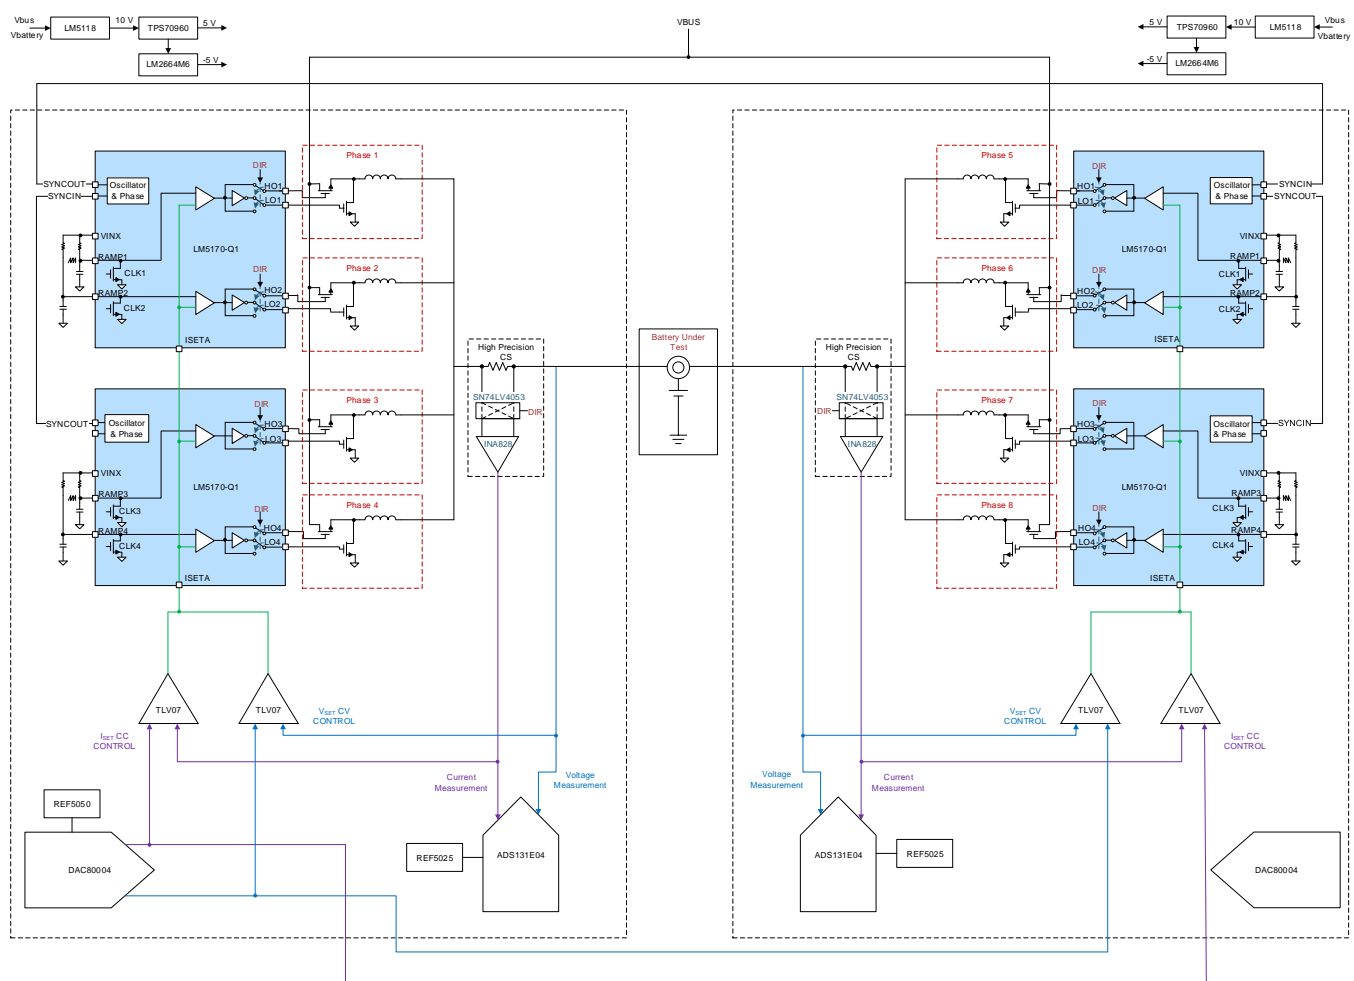 Vbus
Vbattery
LM5118
10 V
TPS70960
5 V
LM2664M6
-5 V
VBUS
5 V
TPS70960
10 V
LM5118
Vbus
Vbattery
-5 V
LM2664M6
SYNCOUT
SYNCIN
Oscillator
& Phase
DIR
HO1
LO1
VINX
LM5170-Q1
RAMP1
CLK1
DIR
RAMP2
CLK2
HO2
LO2
ISETA
Phase 1
Phase 2
SYNCOUT
Oscillator
& Phase
DIR
HO3
LO3
VINX
LM5170-Q1
RAMP3
CLK3
DIR
RAMP4
CLK4
HO4
LO4
ISETA
Phase 3
Phase 4
High Precision
CS
SN74LV4053
DIR
INA828
Battery Under
Test
High Precision
CS
SN74LV4053
DIR
INA828
Phase 5
Phase 6
DIR
HO1
LO1
Oscillator
& Phase
SYNCIN
SYNCOUT
VINX
LM5170-Q1
RAMP1
CLK1
DIR
RAMP2
HO2
LO2
CLK2
ISETA
Phase 7
Phase 8
DIR
HO3
LO3
Oscillator
& Phase
SYNCIN
VINX
LM5170-Q1
RAMP3
CLK3
DIR
RAMP4
HO4
LO4
CLK4
ISETA
TLV07
TLV07
VSET CV
CONTROL
ISET CC
CONTROL
Current
Measurement
Voltage
Measurement
REF5050
DAC80004
REF5025
ADS131E04
TLV07
TLV07
VSET CV
CONTROL
ISET CC
CONTROL
Voltage
Measurement
Current
Measurement
ADS131E04
REF5025
DAC80004